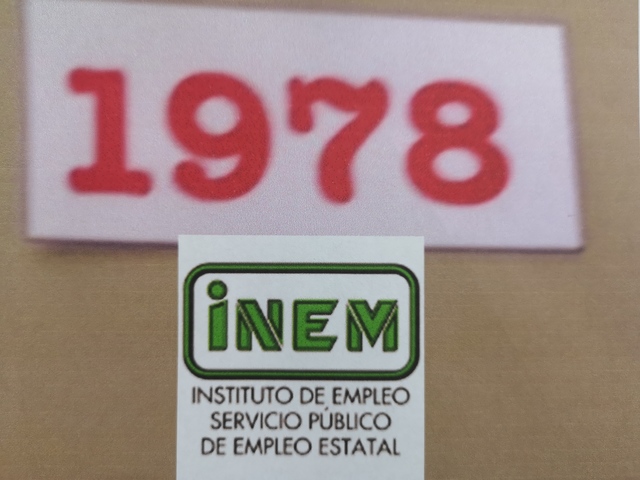 1978
iNEM
INSTITUTO DE EMPLEO
SERVICIO PÚBLICO
DE EMPLEO ESTATAL